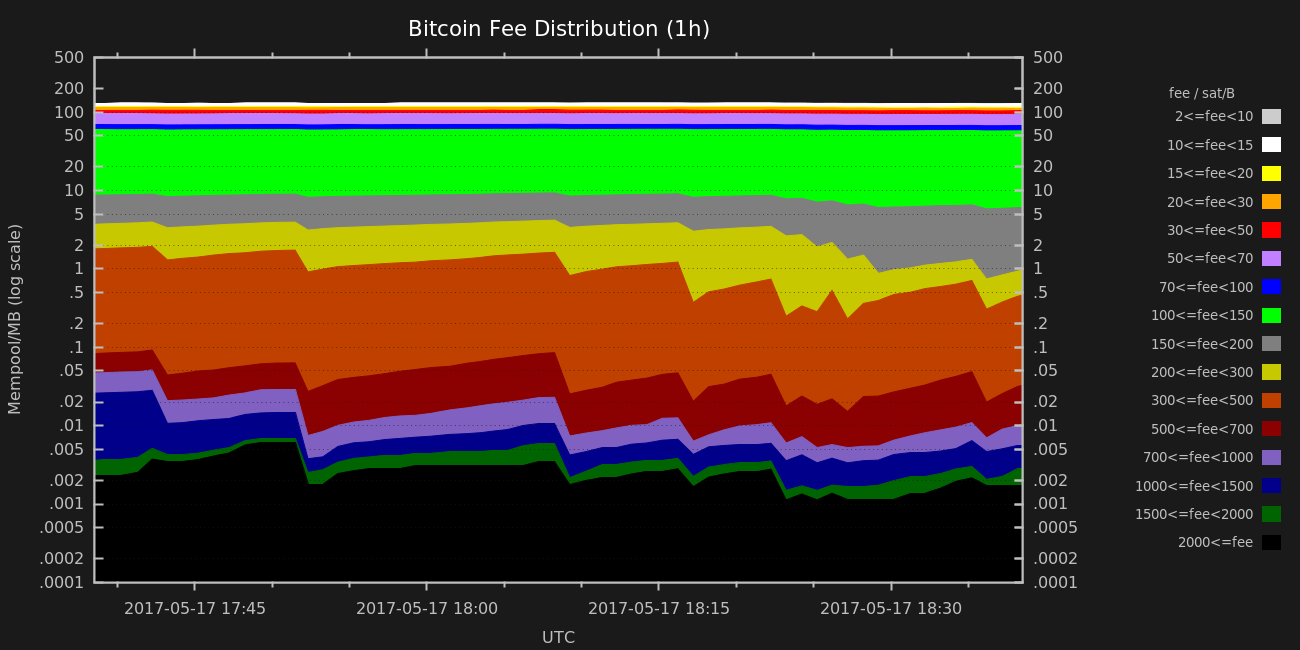 Bitcoin Fee Distribution (1h)
Mempool/MB (log scale)
500
200
100
50
20
10
5
2
1
.5
.2
.1
.05
.02
.01
.005
.002
.001
.0005
.0002
.0001
500
200
100
50
20
10
5
2
1
.5
.2
.1
.05
.02
.01
.005
.002
.001
.0005
.0002
.0001
2017-05-17 17:45
2017-05-17 18:00
2017-05-17 18:15
2017-05-17 18:30
UTC
fee / sat/B
2<=fee<10
10<=fee<15
15<=fee<20
20<=fee<30
30<=fee<50
50<=fee<70
70<=fee<100
100<=fee<150
150<=fee<200
200<=fee<300
300<=fee<500
500<=fee<700
700<=fee<1000
1000<=fee<1500
1500<=fee<2000
2000<=fee